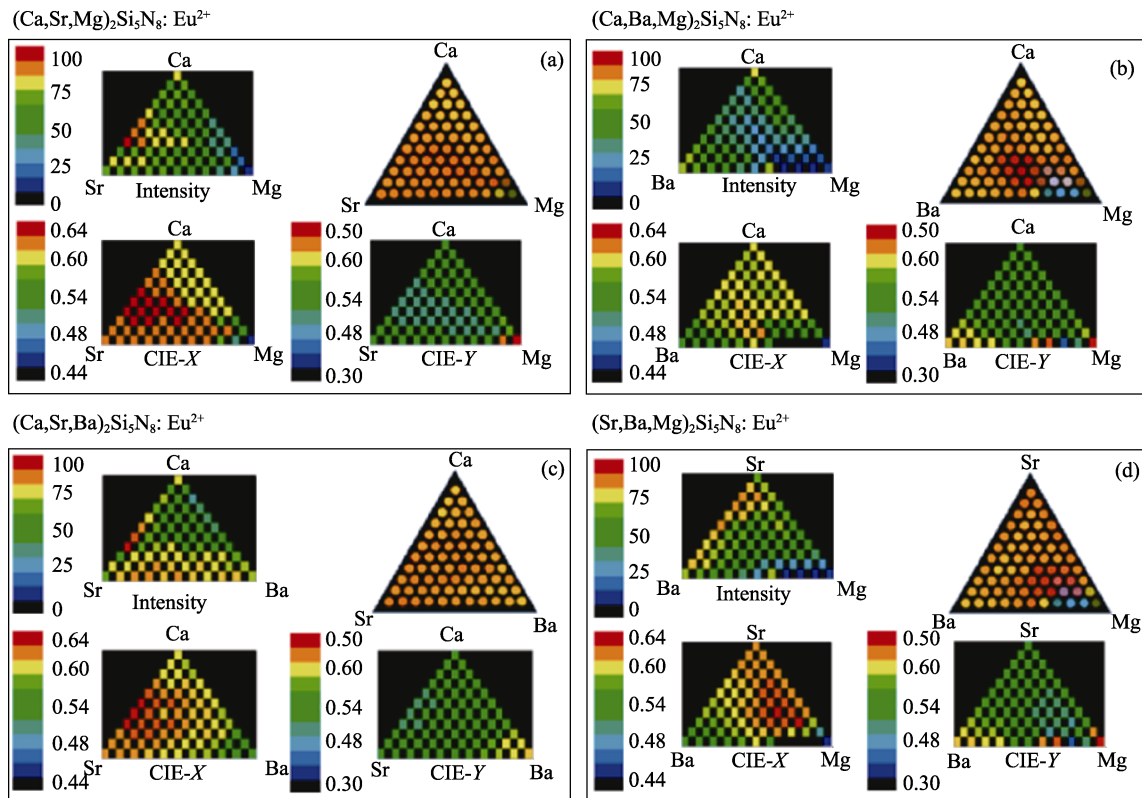 (Ca,Sr,Mg)₂Si₅N₈: Eu²⁺
(a)
100
75
50
25
0
Ca
Sr
Intensity
Mg
Ca
Sr
Mg
0.64
0.60
0.54
0.48
0.44
Ca
Sr
CIE-X
Mg
0.50
0.60
0.54
0.48
0.30
Ca
Sr
CIE-Y
Mg
(Ca,Ba,Mg)₂Si₅N₈: Eu²⁺
(b)
100
75
50
25
0
Ca
Ba
Intensity
Mg
Ca
Ba
Mg
0.64
0.60
0.54
0.48
0.44
Ca
Ba
CIE-X
Mg
0.50
0.60
0.54
0.48
0.30
Ca
Ba
CIE-Y
Mg
(Ca,Sr,Ba)₂Si₅N₈: Eu²⁺
(c)
100
75
50
25
0
Ca
Sr
Intensity
Ba
Ca
Sr
Ba
0.64
0.60
0.54
0.48
0.44
Ca
Sr
CIE-X
Ba
0.50
0.60
0.54
0.48
0.30
Ca
Sr
CIE-Y
Ba
(Sr,Ba,Mg)₂Si₅N₈: Eu²⁺
(d)
100
75
50
25
0
Sr
Ba
Intensity
Mg
Sr
Ba
Mg
0.64
0.60
0.54
0.48
0.44
Sr
Ba
CIE-X
Mg
0.50
0.60
0.54
0.48
0.30
Sr
Ba
CIE-Y
Mg